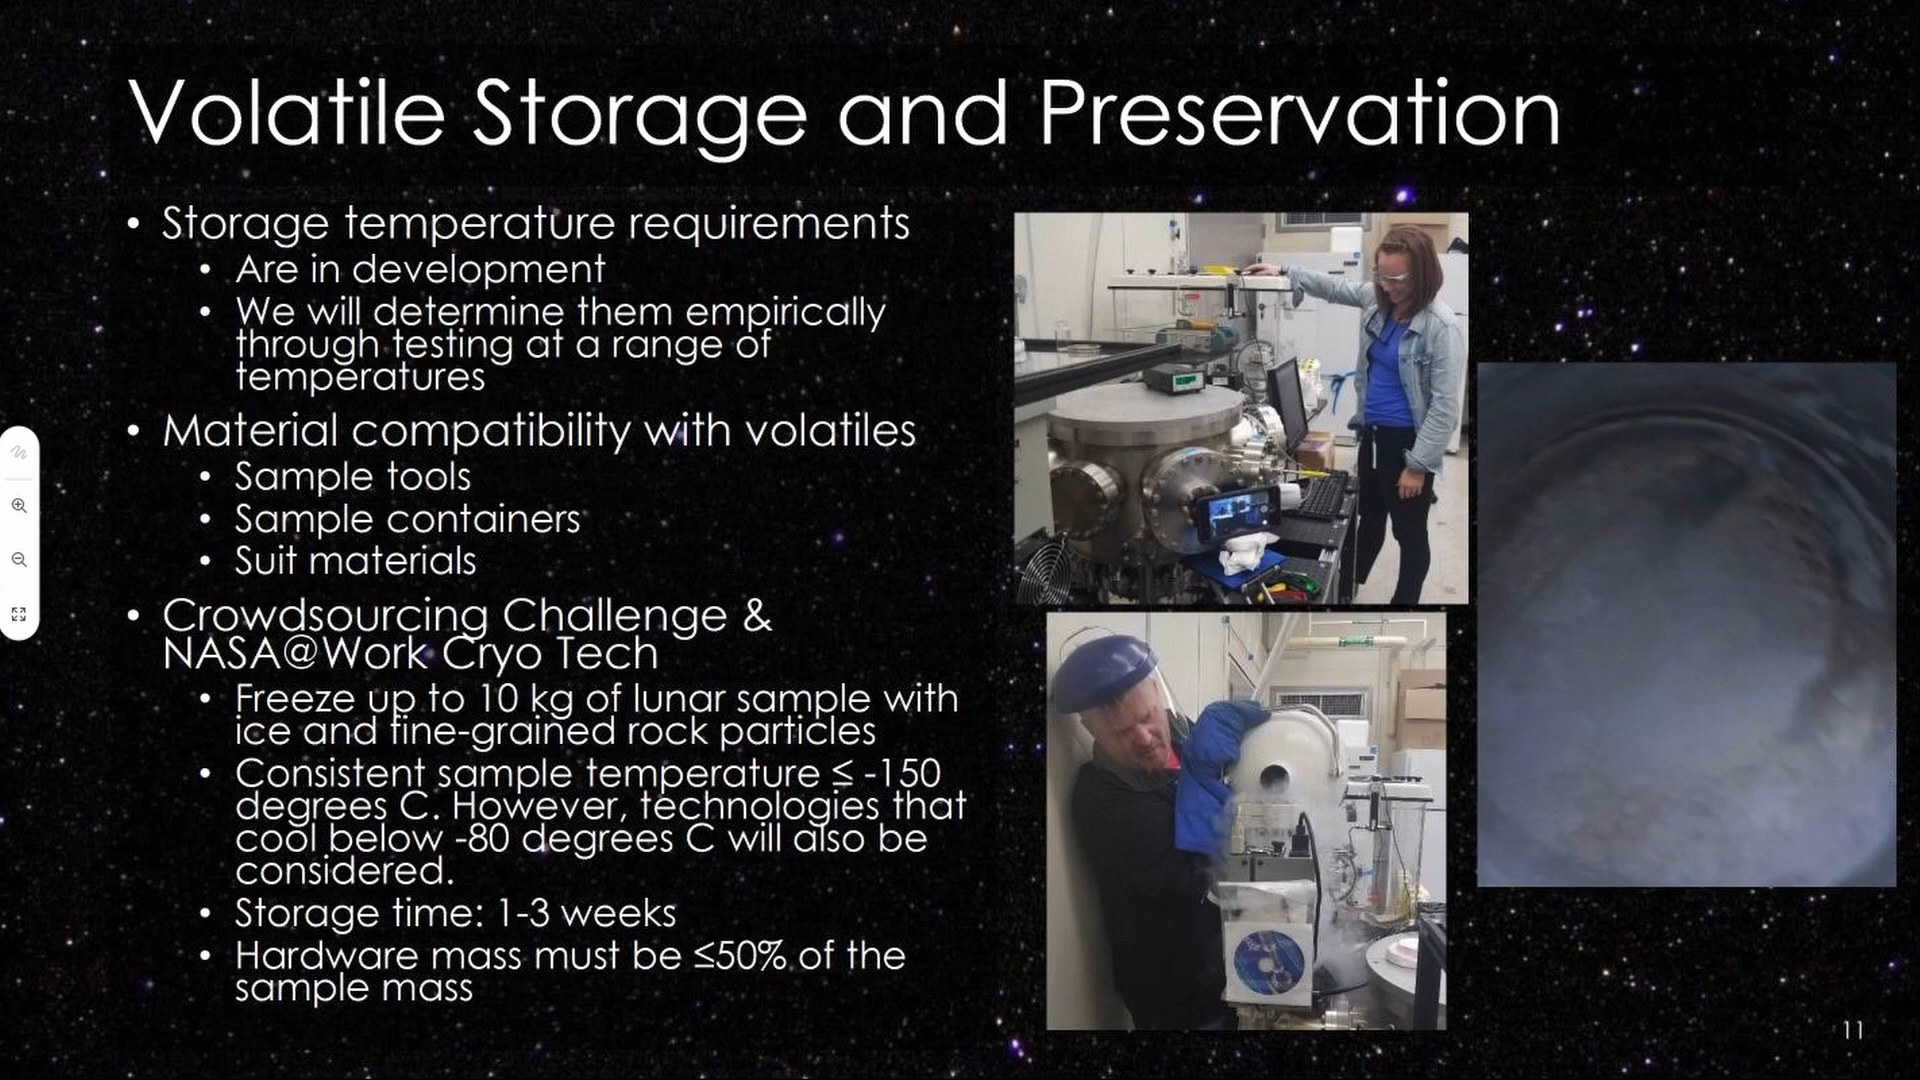 Volatile Storage and Preservation
• Storage temperature requirements
• Are in development
• We will determine them empirically
through testing at a range of
temperatures
• Material compatibility with volatiles
• Sample tools
• Sample containers
• Suit materials
• Crowdsourcing Challenge &
NASA@Work Cryo Tech
• Freeze up to 10 kg of lunar sample with
ice and fine-grained rock particles
• Consistent sample temperature ≤ -150
degrees C. However, technologies that
cool below -80 degrees C will also be
considered.
• Storage time: 1-3 weeks
• Hardware mass must be ≤50% of the
sample mass
11